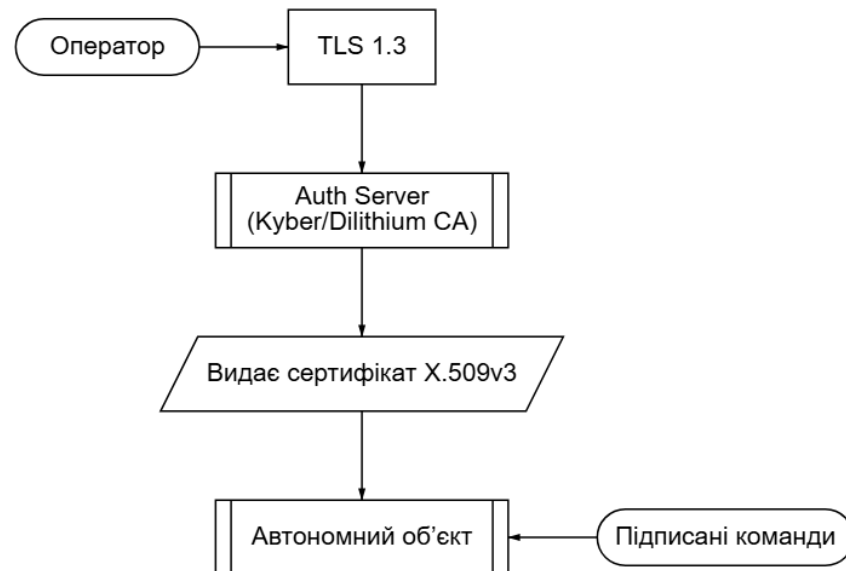 Оператор
TLS 1.3
Auth Server
(Kyber/Dilithium CA)
Видає сертифікат X.509v3
Автономний об’єкт
Підписані команди